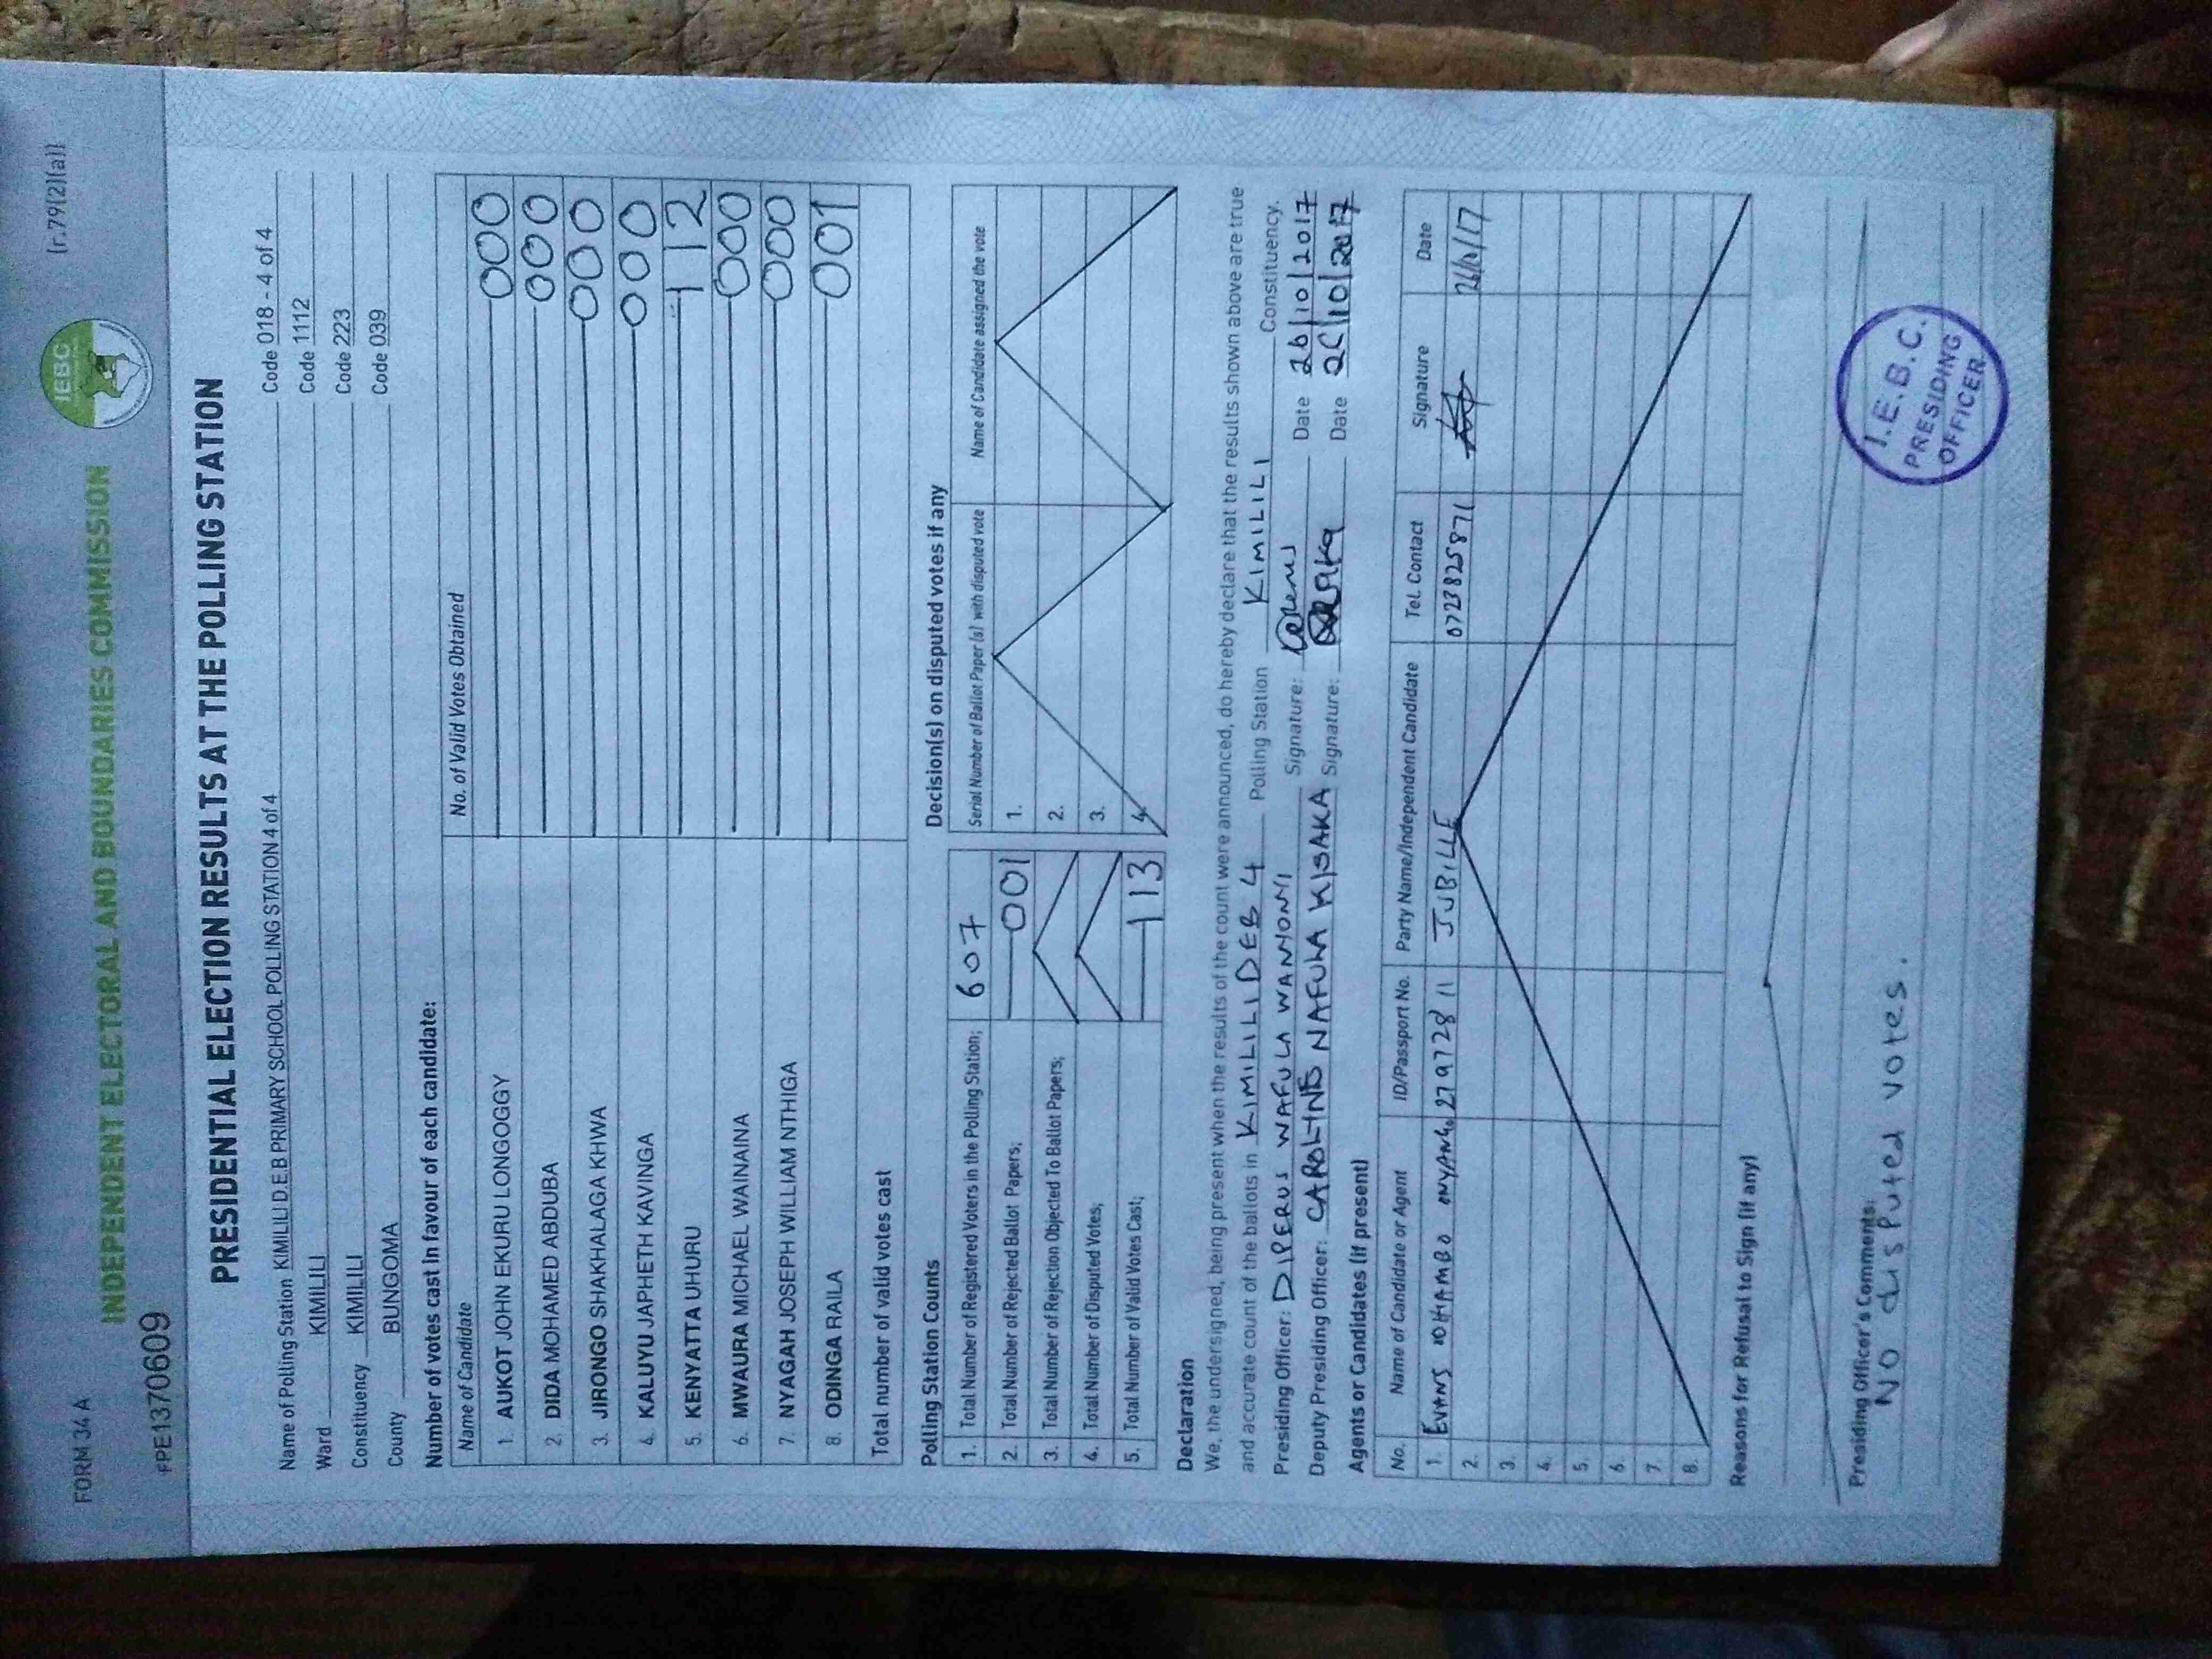 FORM 34 A
(r.79(2)(a))
IEBC
INDEPENDENT ELECTORAL AND BOUNDARIES COMMISSION
FPE1370609
PRESIDENTIAL ELECTION RESULTS AT THE POLLING STATION
Name of Polling Station KIMILILI D.E.B PRIMARY SCHOOL POLLING STATION 4 of 4 Code 018 - 4 of 4
Ward KIMILILI Code 1112
Constituency KIMILILI Code 223
County BUNGOMA Code 039
Number of votes cast in favour of each candidate:
Name of Candidate No. of Valid Votes Obtained
1. AUKOT JOHN EKURU LONGOGGY 000
2. DIDA MOHAMED ABDUBA 000
3. JIRONGO SHAKHALAGA KHWA 000
4. KALUYU JAPHETH KAVINGA 000
5. KENYATTA UHURU 112
6. MWAURA MICHAEL WAINAINA 000
7. NYAGAH JOSEPH WILLIAM NTHIGA 000
8. ODINGA RAILA 001
Total number of valid votes cast
Polling Station Counts
1. Total Number of Registered Voters in the Polling Station; 607
2. Total Number of Rejected Ballot Papers; 001
3. Total Number of Rejection Objected To Ballot Papers;
4. Total Number of Disputed Votes;
5. Total Number of Valid Votes Cast; 113
Decision(s) on disputed votes if any
Serial Number of Ballot Paper (s) with disputed vote Name of Candidate assigned the vote
1.
2.
3.
4.
Declaration
We, the undersigned, being present when the results of the count were announced, do hereby declare that the results shown above are true
and accurate count of the ballots in KIMILILI DEB 4 Polling Station KIMILILI Constituency.
Presiding Officer: DIPERUS WAFULA WANYONYI Signature: Date 26/10/2017
Deputy Presiding Officer: CAROLYNE NAFULA KISAKA Signature: Date 26/10/2017
Agents or Candidates (if present)
No. Name of Candidate or Agent ID/Passport No. Party Name/Independent Candidate Tel. Contact Signature Date
1. EVANS ONYANGO 27972811 JUBILLE 0723825871 26/10/17
2.
3.
4.
5.
6.
7.
8.
Reasons for Refusal to Sign (if any)
Presiding Officer's Comments:
NO disputed votes.
I.E.B.C.
PRESIDING
OFFICER